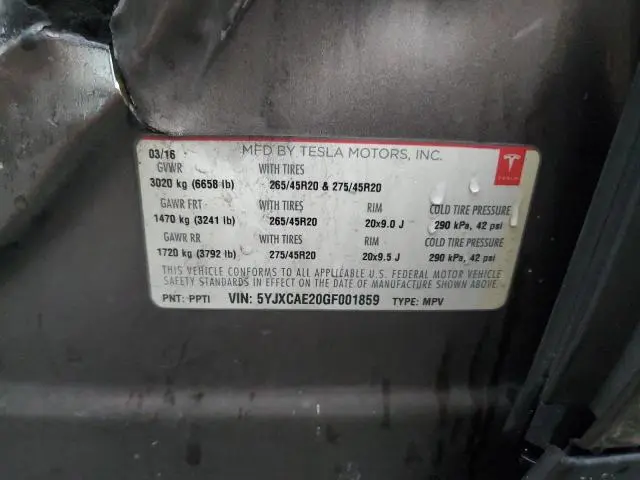 03/16 MFD BY TESLA MOTORS, INC.
GVWR WITH TIRES
3020 kg (6658 lb) 265/45R20 & 275/45R20
GAWR FRT WITH TIRES RIM COLD TIRE PRESSURE
1470 kg (3241 lb) 265/45R20 20x9.0 J 290 kPa, 42 psi
GAWR RR WITH TIRES RIM COLD TIRE PRESSURE
1720 kg (3792 lb) 275/45R20 20x9.5 J 290 kPa, 42 psi
THIS VEHICLE CONFORMS TO ALL APPLICABLE U.S. FEDERAL MOTOR VEHICLE
SAFETY STANDARDS IN EFFECT ON THE DATE OF MANUFACTURE SHOWN ABOVE.
PNT: PPTI VIN: 5YJXCAE20GF001859 TYPE: MPV
TESLA